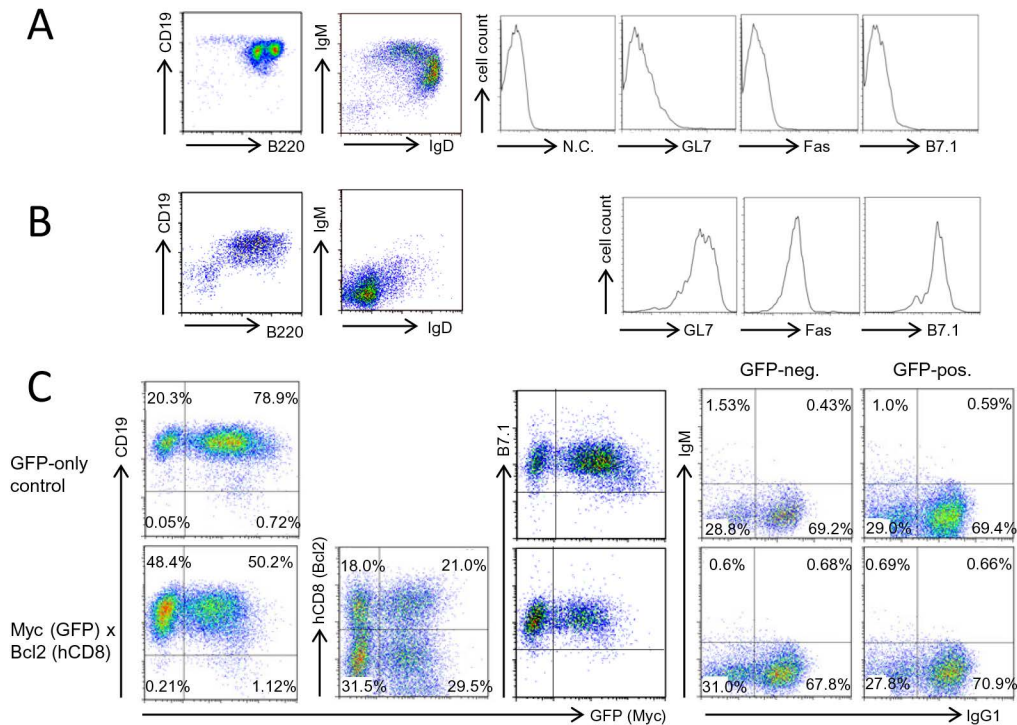 A
CD19
B220
IgM
IgD
cell count
N.C.
GL7
Fas
B7.1
B
CD19
B220
IgM
IgD
cell count
GL7
Fas
B7.1
C
GFP-neg.
GFP-pos.
GFP-only
control
CD19
20.3%
78.9%
0.05%
0.72%
B7.1
IgM
1.53%
0.43%
28.8%
69.2%
1.0%
0.59%
29.0%
69.4%
Myc (GFP) x
Bcl2 (hCD8)
48.4%
50.2%
0.21%
1.12%
hCD8 (Bcl2)
18.0%
21.0%
31.5%
29.5%
0.6%
0.68%
31.0%
67.8%
0.69%
0.66%
27.8%
70.9%
GFP (Myc)
IgG1